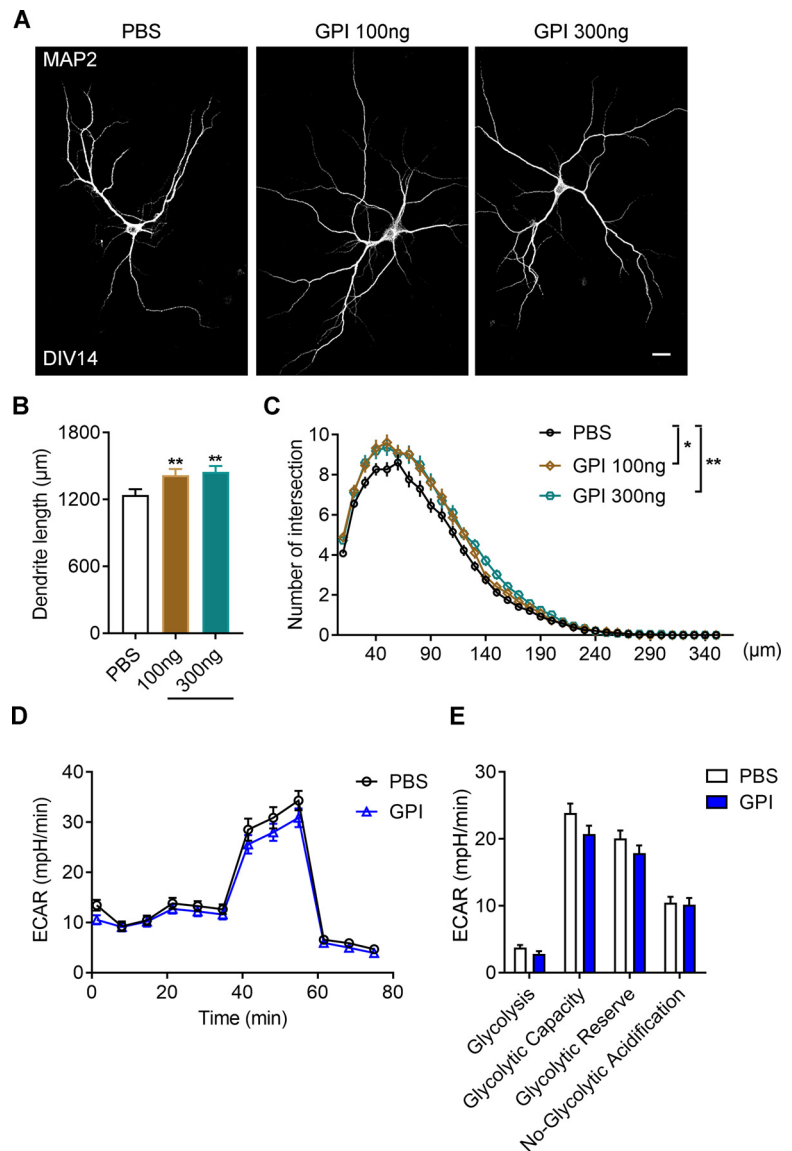 A
PBS
GPI 100ng
GPI 300ng
MAP2
DIV14
B
1800
1200
600
0
Dendrite length (μm)
** **
PBS
100ng
300ng
C
10
8
6
4
2
0
Number of intersection
40 90 140 190 240 290 340 (μm)
PBS
GPI 100ng
GPI 300ng
*
**
D
40
30
20
10
0
ECAR (mpH/min)
0 20 40 60 80
Time (min)
PBS
GPI
E
30
20
10
0
ECAR (mpH/min)
PBS
GPI
Glycolysis
Glycolytic Capacity
Glycolytic Reserve
No-Glycolytic Acidification